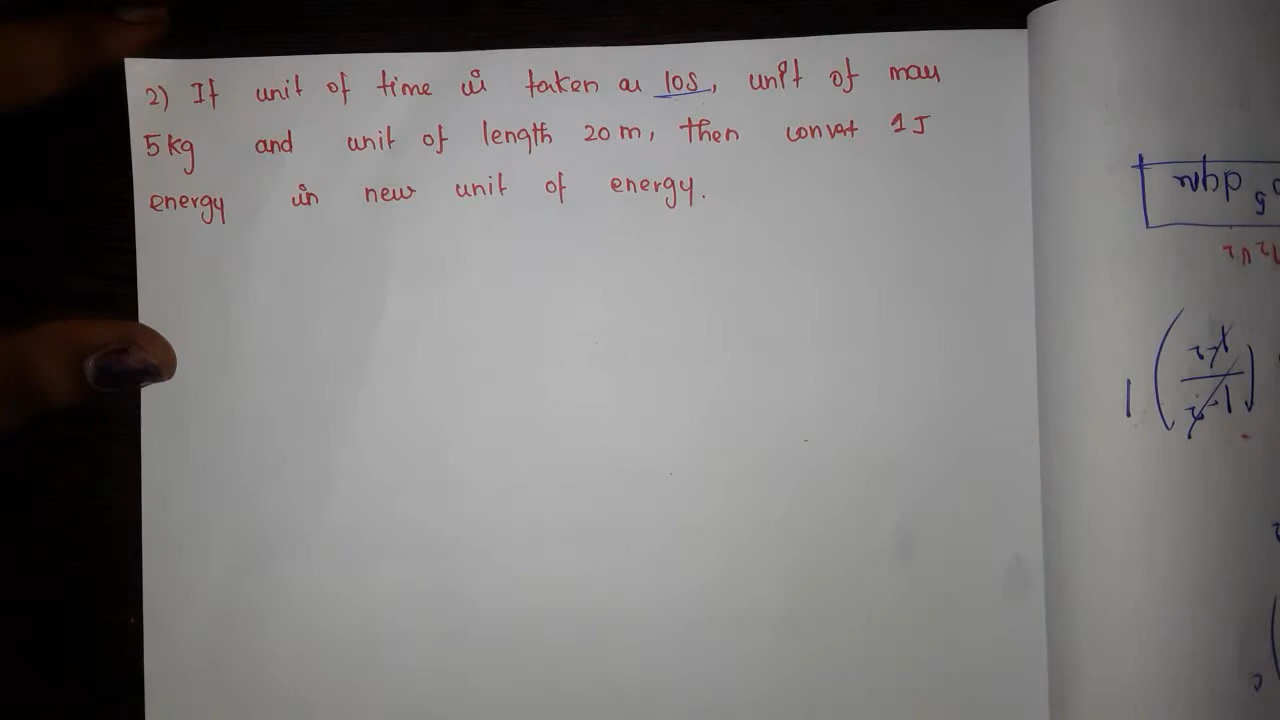 2) If unit of time is taken as 10s, unit of mass
5kg and unit of length 20m, then convert 1J
energy in new unit of energy.